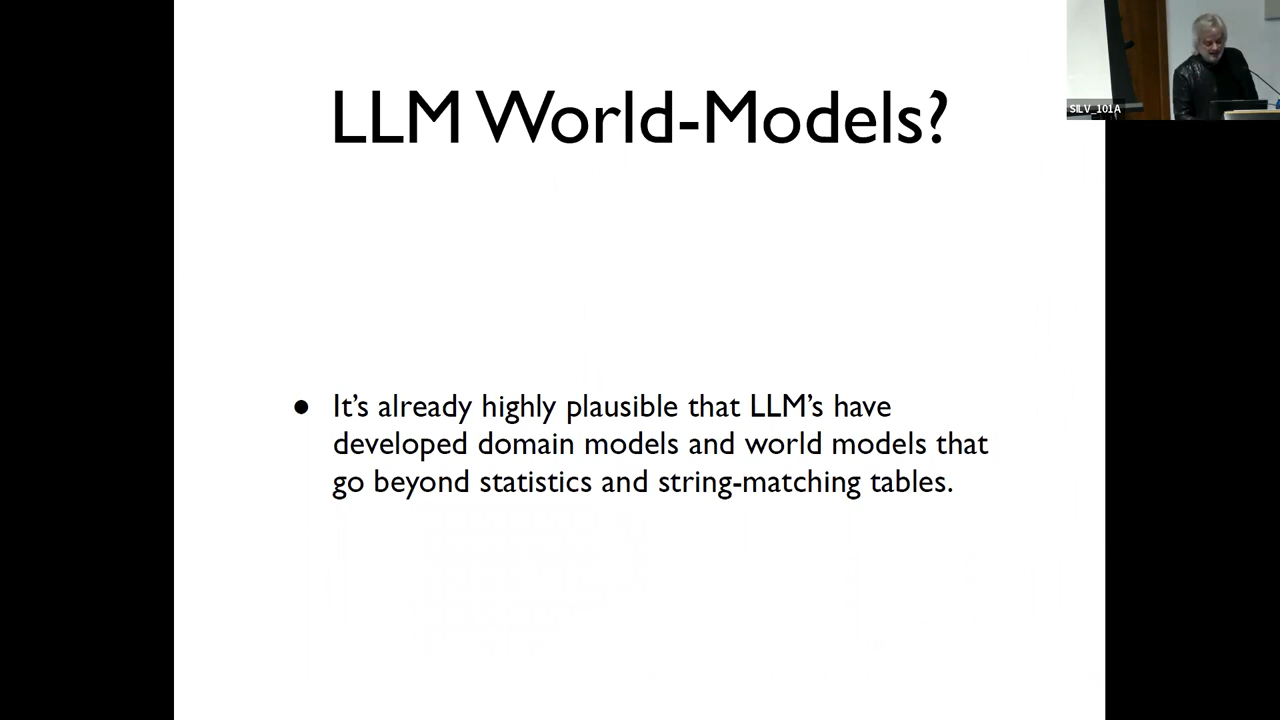 LLM World-Models?
SILV_101A
● It's already highly plausible that LLM's have
developed domain models and world models that
go beyond statistics and string-matching tables.